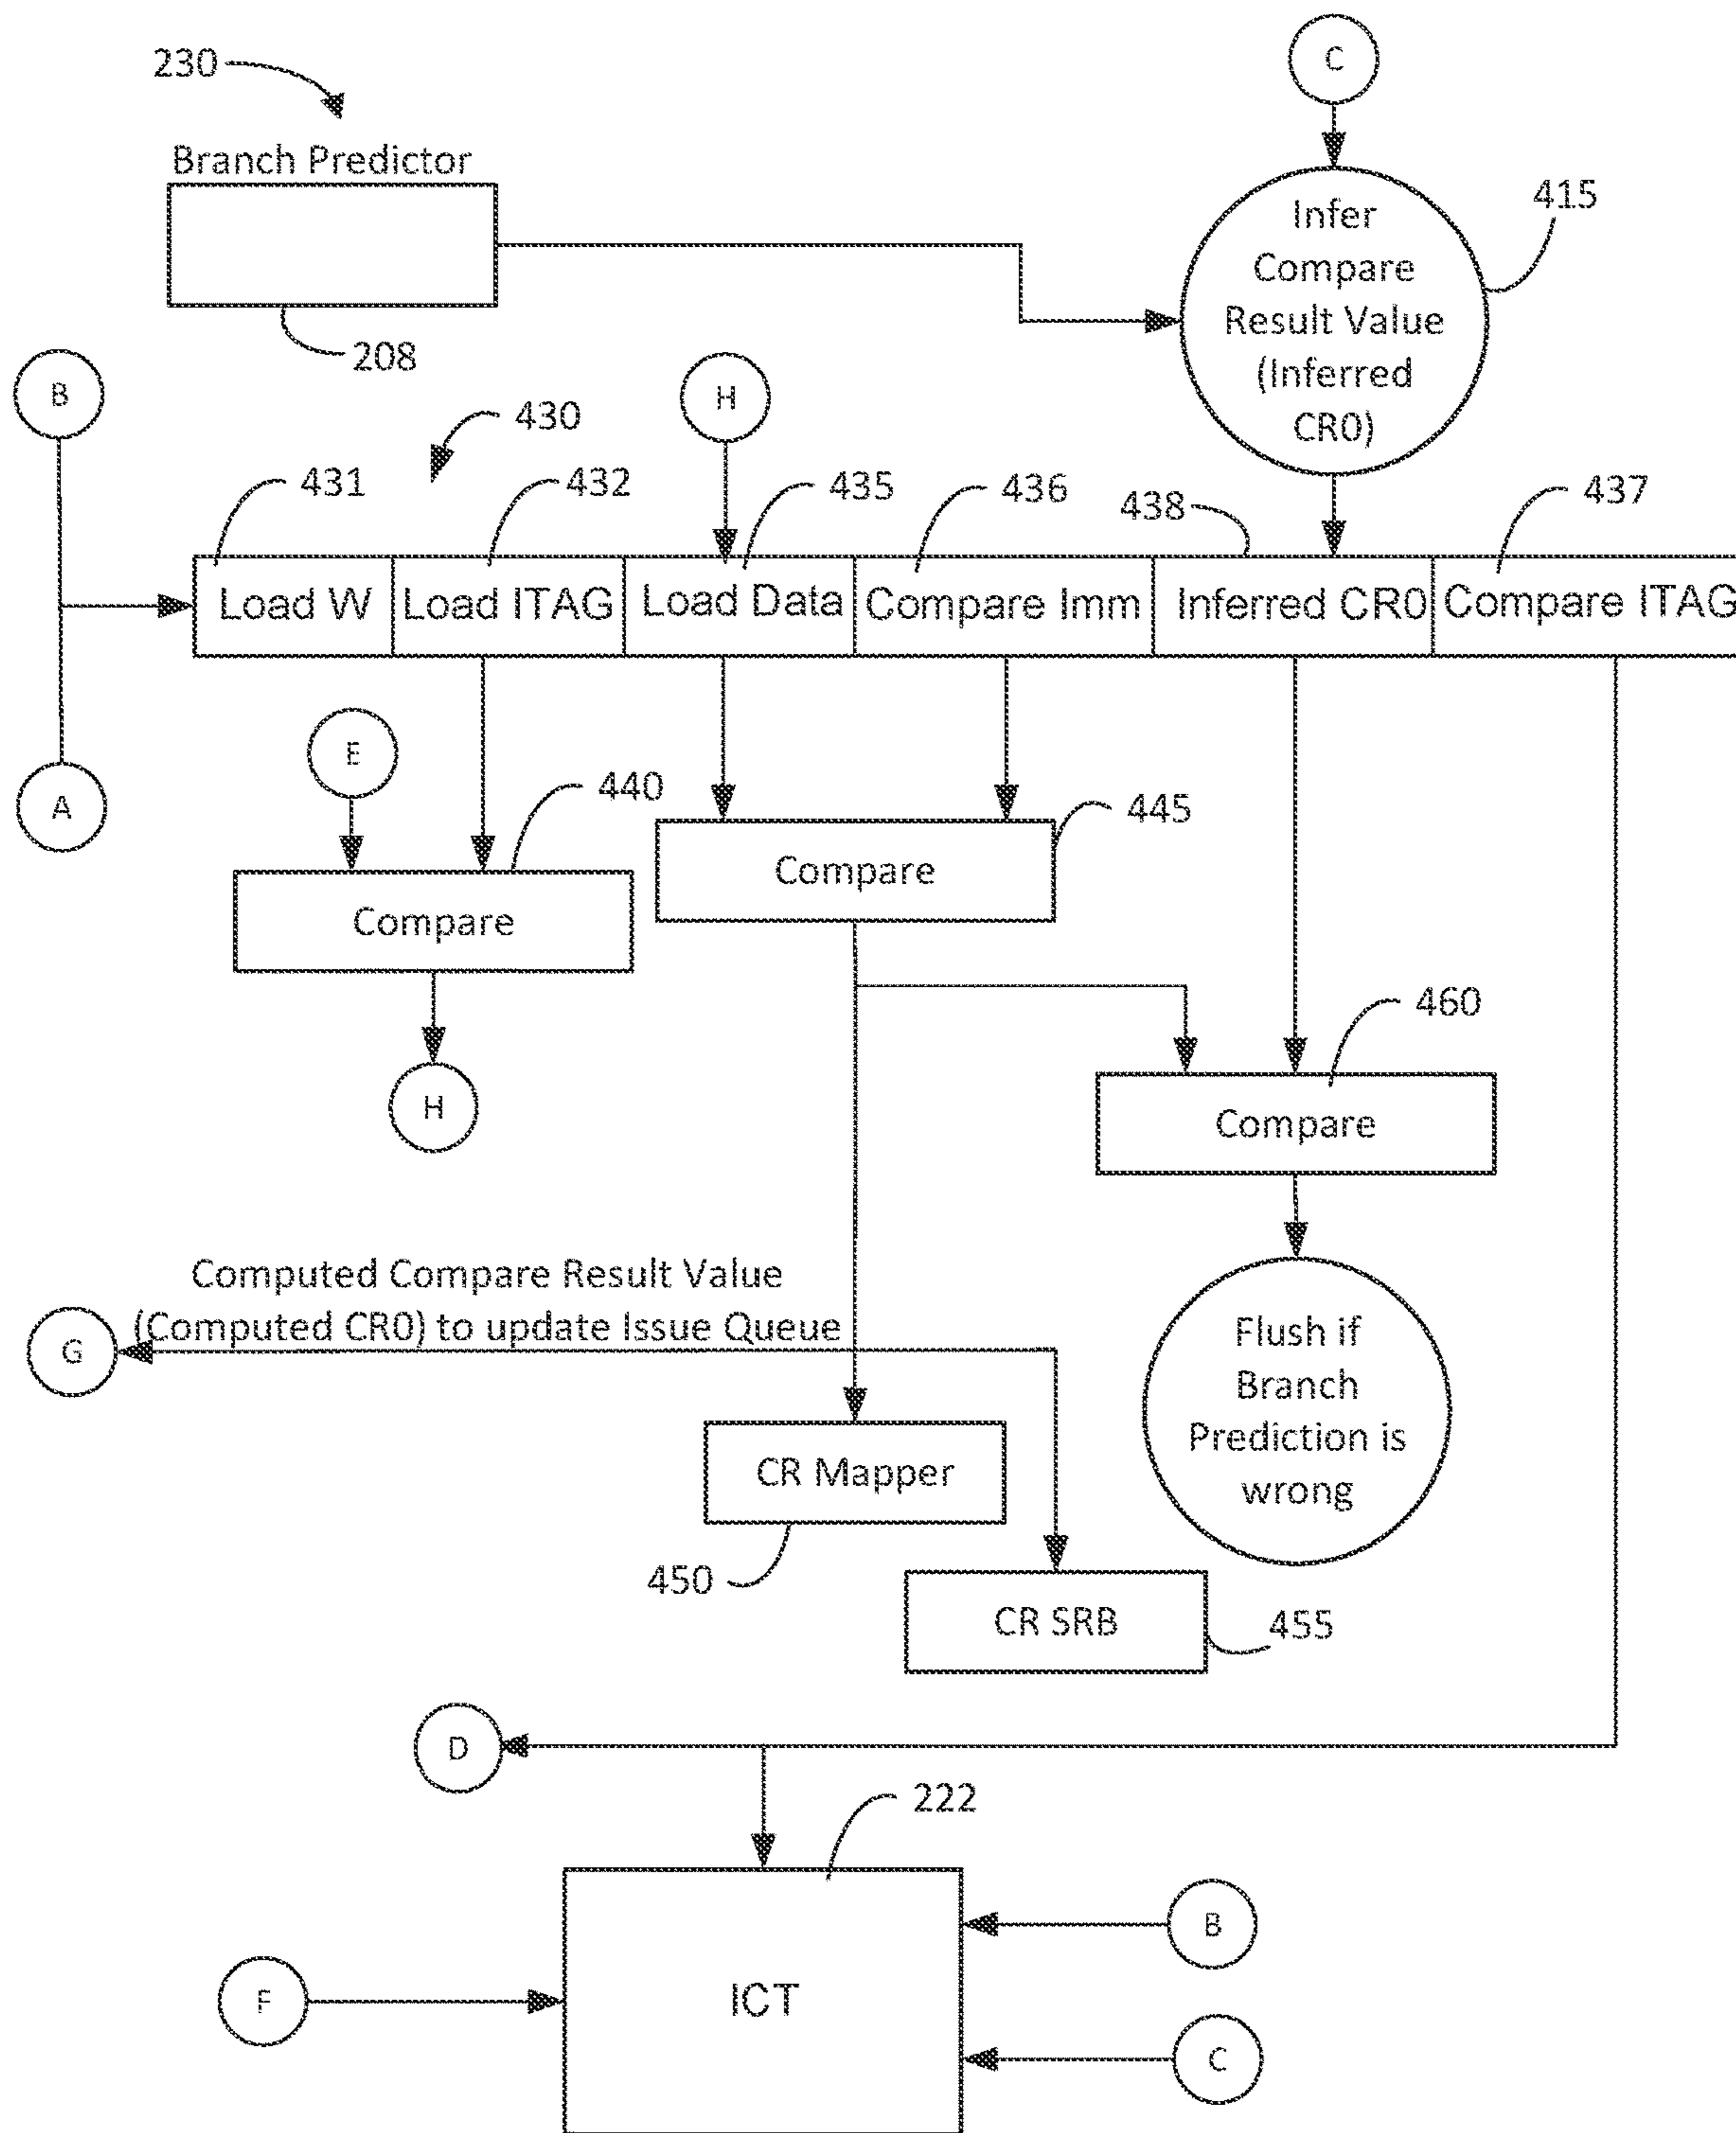 C
230
Branch Predictor
415
Infer
Compare
Result Value
(Inferred
CR0)
208
B
H
430
431
432
435
436
438
437
Load V
Load ITAG
Load Data
Compare Imm
Inferred CR0
Compare ITAG
E
A
440
445
Compare
Compare
460
H
Compare
Computed Compare Result Value
(Computed CR0) to update Issue Queue
G
Flush if
Branch
Prediction is
wrong
CR Mapper
450
CR SRB
455
D
222
B
F
ICT
C